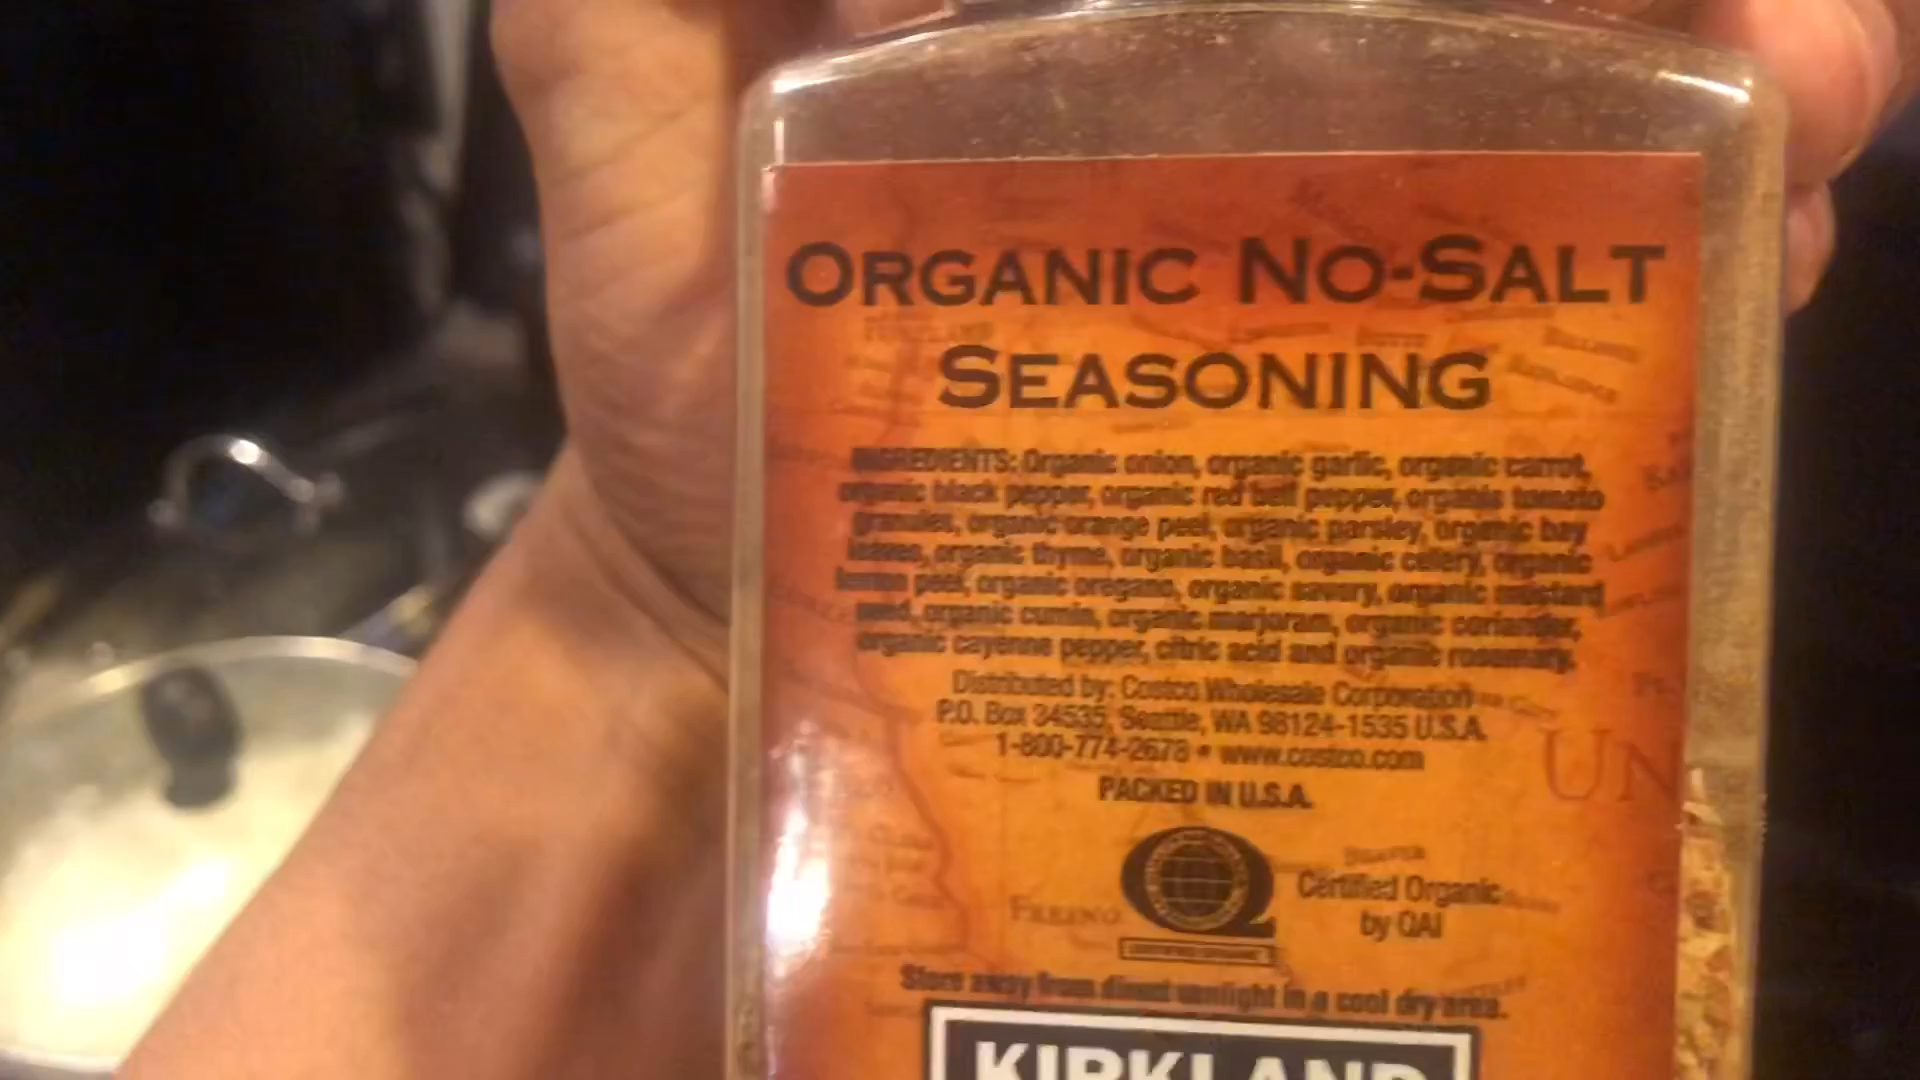 ORGANIC NO-SALT
SEASONING
INGREDIENTS: Organic onion, organic garlic, organic carrot,
organic black pepper, organic red bell pepper, organic tomato
granules, organic orange peel, organic parsley, organic bay
leaves, organic thyme, organic basil, organic celery, organic
lemon peel, organic oregano, organic savory, organic mustard
seed, organic cumin, organic marjoram, organic coriander,
organic cayenne pepper, citric acid and organic rosemary.
Distributed by: Costco Wholesale Corporation
P.O. Box 34535, Seattle, WA 98124-1535 U.S.A.
1-800-774-2678 • www.costco.com
PACKED IN U.S.A.
Certified Organic
by QAI
FRESNO
Store away from direct sunlight in a cool dry area.
KIRKLAND